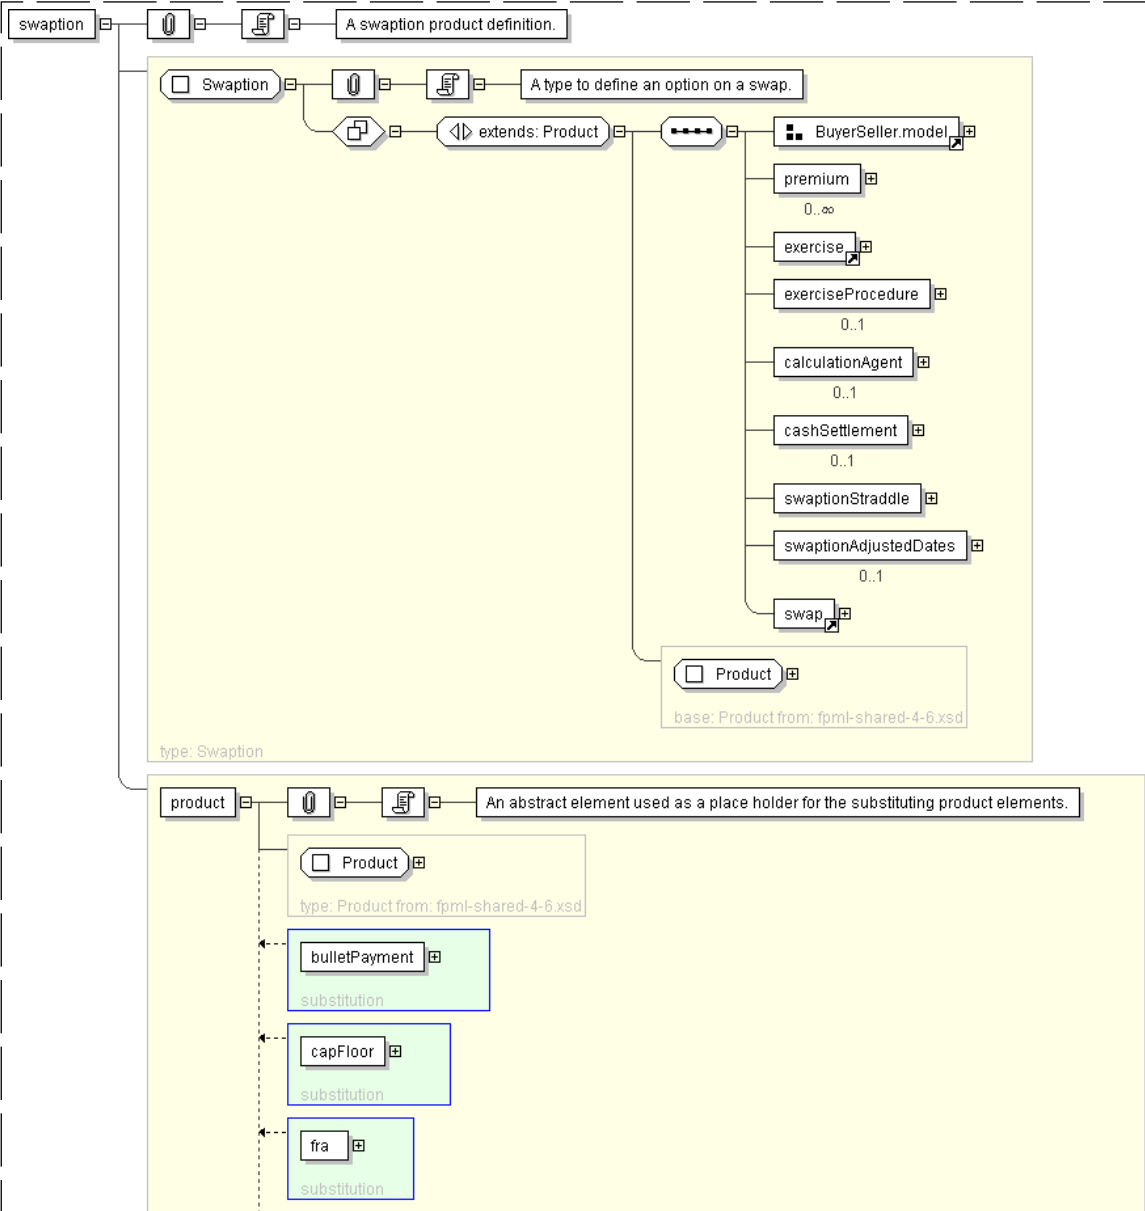 swaption
A swaption product definition.
Swaption
A type to define an option on a swap.
extends: Product
BuyerSeller.model
premium
0..∞
exercise
exerciseProcedure
0..1
calculationAgent
0..1
cashSettlement
0..1
swaptionStraddle
swaptionAdjustedDates
0..1
swap
Product
base: Product from: fpml-shared-4-6.xsd
type: Swaption
product
An abstract element used as a place holder for the substituting product elements.
Product
type: Product from: fpml-shared-4-6.xsd
bulletPayment
substitution
capFloor
substitution
fra
substitution